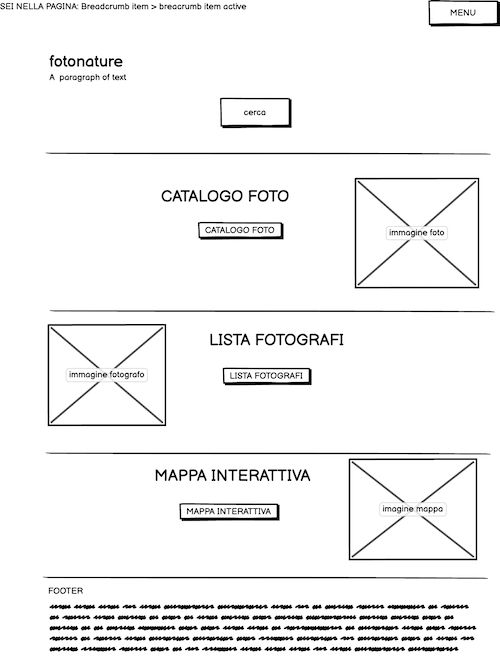 SEI NELLA PAGINA: Breadcrumb item > breacrumb item active
MENU
fotonature
A paragraph of text
cerca
CATALOGO FOTO
CATALOGO FOTO
immagine foto
LISTA FOTOGRAFI
immagine fotografo
LISTA FOTOGRAFI
MAPPA INTERATTIVA
MAPPA INTERATTIVA
imagine mappa
FOOTER